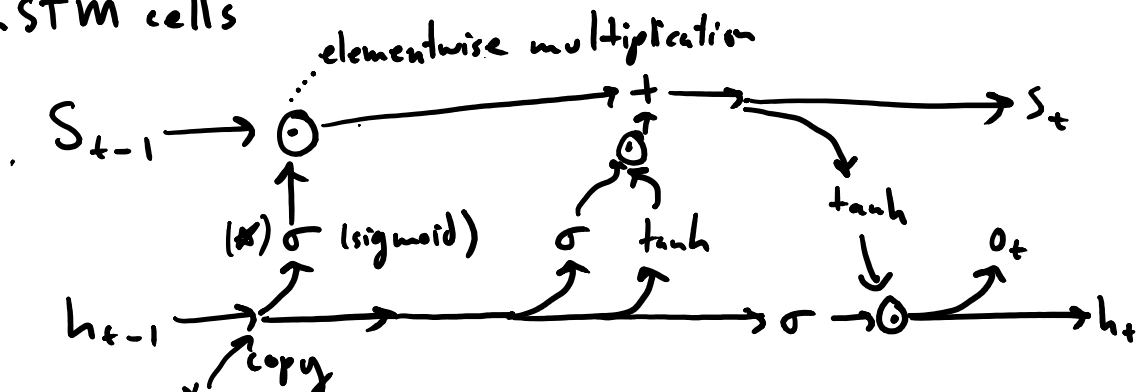 LSTM cells
elementwise multiplication
S_{t-1} ⊙ + S_t
⊙
tanh
(*) σ (sigmoid) σ tanh
o_t
h_{t-1} σ ⊙ h_t
copy